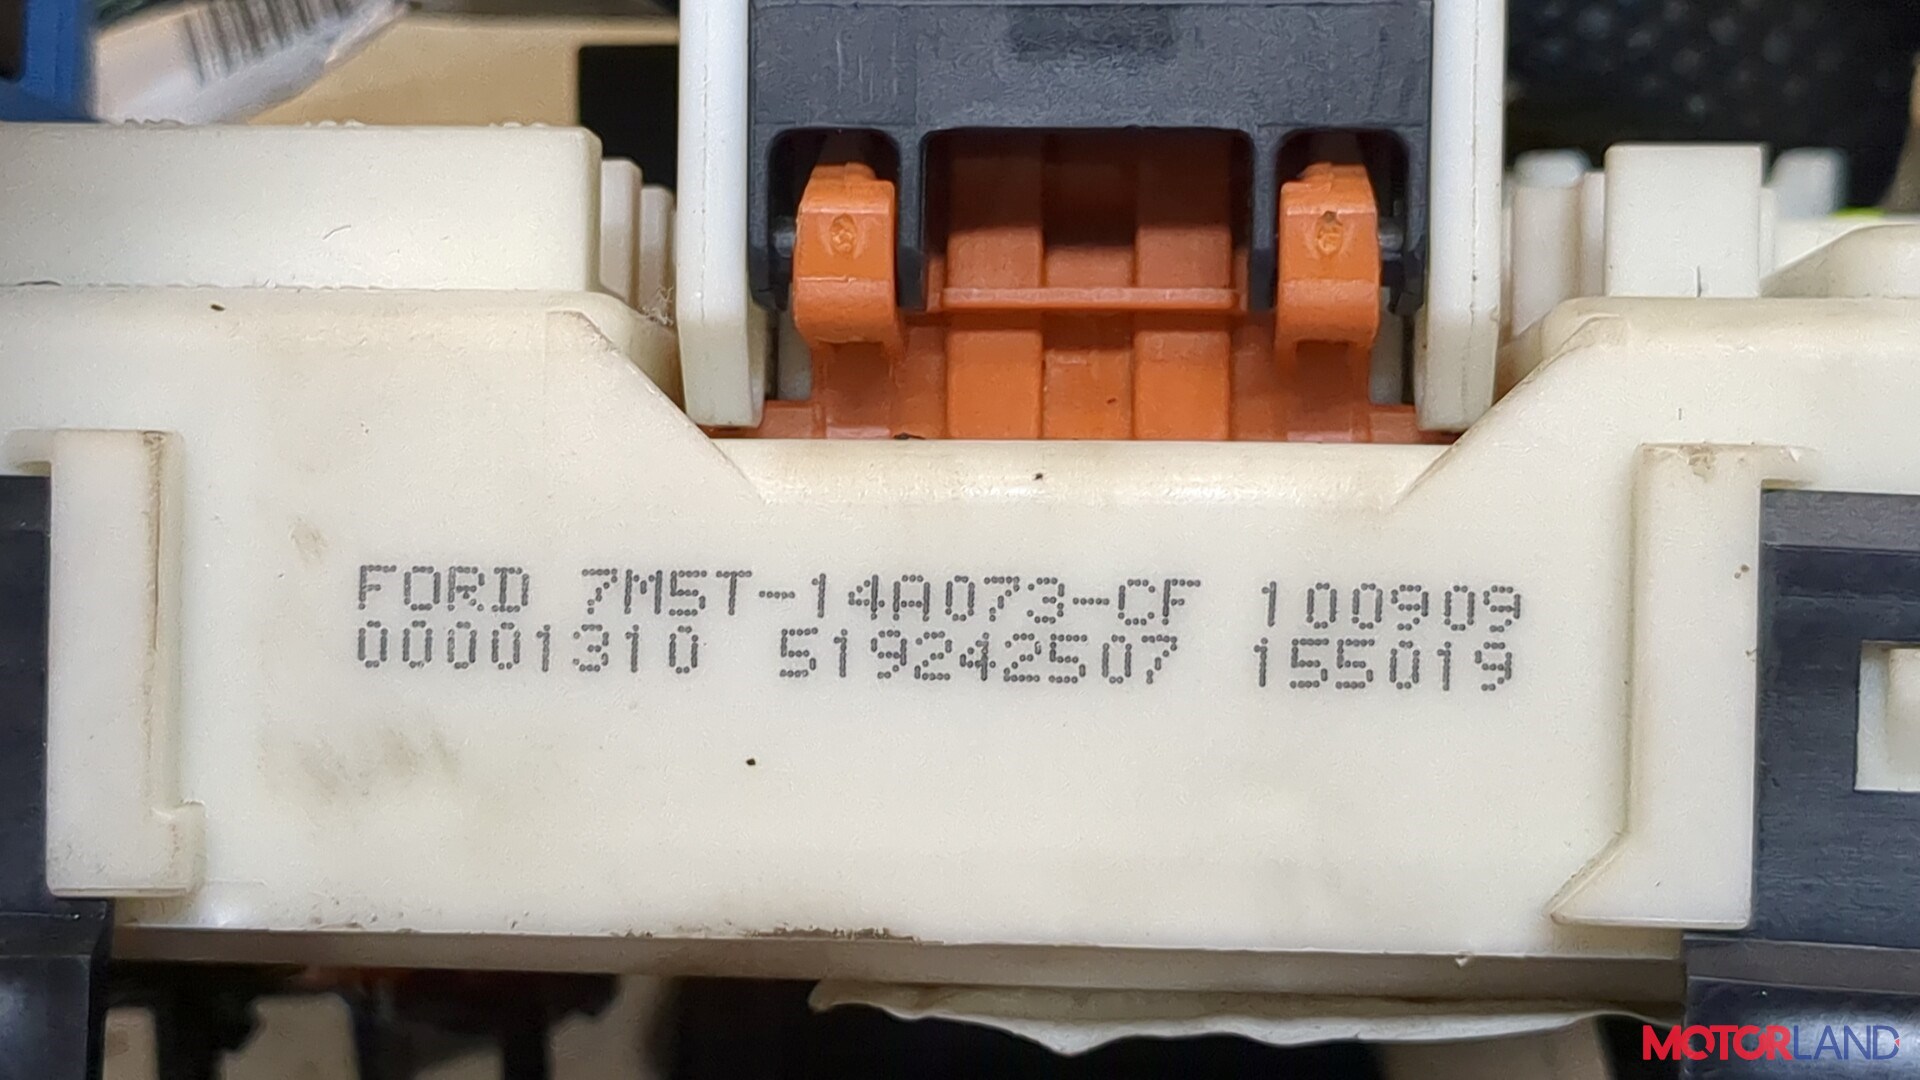 FORD 7M5T-14A073-CF 100909
00001310 519242507 155019
MOTORLAND